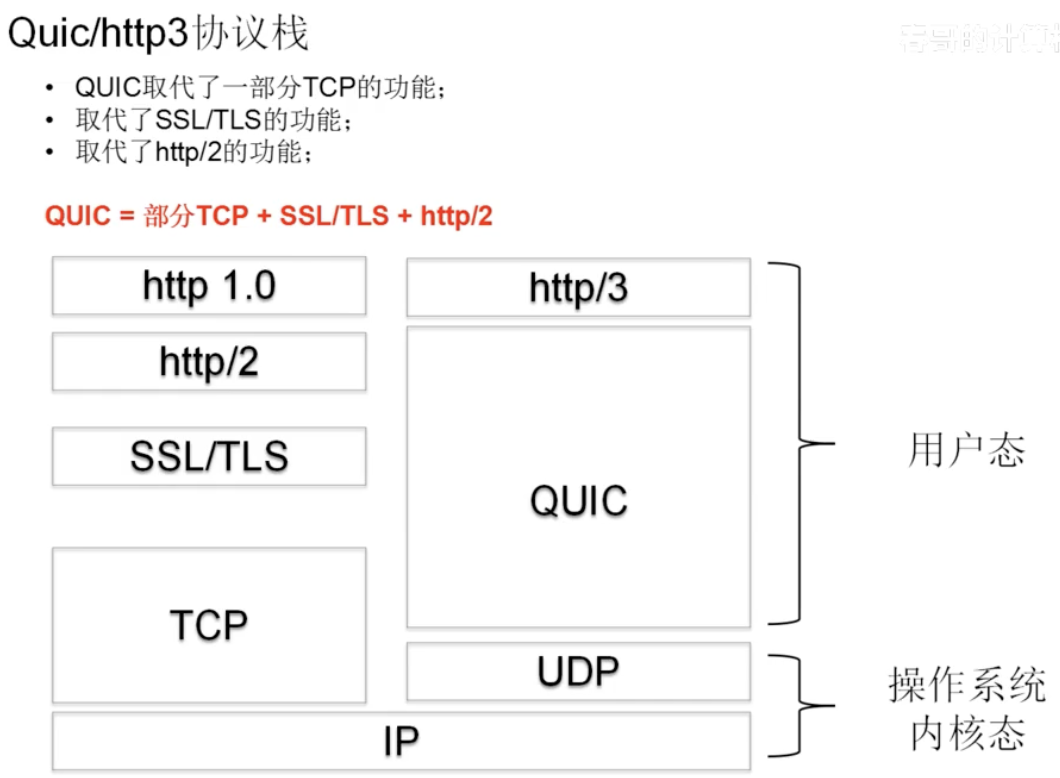 Quic/http3协议栈
• QUIC取代了一部分TCP的功能；
• 取代了SSL/TLS的功能；
• 取代了http/2的功能；
QUIC = 部分TCP + SSL/TLS + http/2
http 1.0
http/3
http/2
SSL/TLS
用户态
QUIC
TCP
UDP
操作系统
内核态
IP